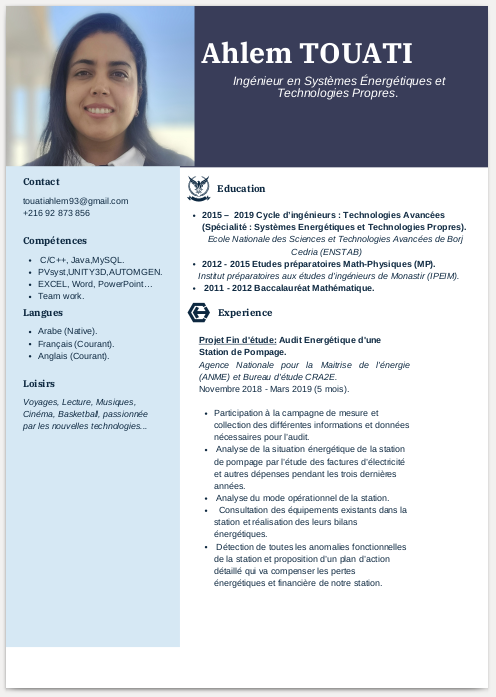 Ahlem TOUATI
Ingénieur en Systèmes Énergétiques et
Technologies Propres.
Contact
touatiahlem93@gmail.com
+216 92 873 856
Compétences
• C/C++, Java,MySQL.
• PVsyst,UNITY3D,AUTOMGEN.
• EXCEL, Word, PowerPoint…
• Team work.
Langues
• Arabe (Native).
• Français (Courant).
• Anglais (Courant).
Loisirs
Voyages, Lecture, Musiques,
Cinéma, Basketball, passionnée
par les nouvelles technologies...
Education
• 2015 – 2019 Cycle d'ingénieurs : Technologies Avancées
(Spécialité : Systèmes Energétiques et Technologies Propres).
Ecole Nationale des Sciences et Technologies Avancées de Borj
Cedria (ENSTAB)
• 2012 - 2015 Etudes préparatoires Math-Physiques (MP).
Institut préparatoires aux études d'ingénieurs de Monastir (IPEIM).
• 2011 - 2012 Baccalauréat Mathématique.
Experience
Projet Fin d'étude: Audit Energétique d'une
Station de Pompage.
Agence Nationale pour la Maitrise de l'énergie
(ANME) et Bureau d'étude CRA2E.
Novembre 2018 - Mars 2019 (5 mois).
• Participation à la campagne de mesure et
collection des différentes informations et données
nécessaires pour l'audit.
• Analyse de la situation énergétique de la station
de pompage par l'étude des factures d'électricité
et autres dépenses pendant les trois dernières
années.
• Analyse du mode opérationnel de la station.
• Consultation des équipements existants dans la
station et réalisation des leurs bilans
énergétiques.
• Détection de toutes les anomalies fonctionnelles
de la station et proposition d'un plan d'action
détaillé qui va compenser les pertes
énergétiques et financière de notre station.